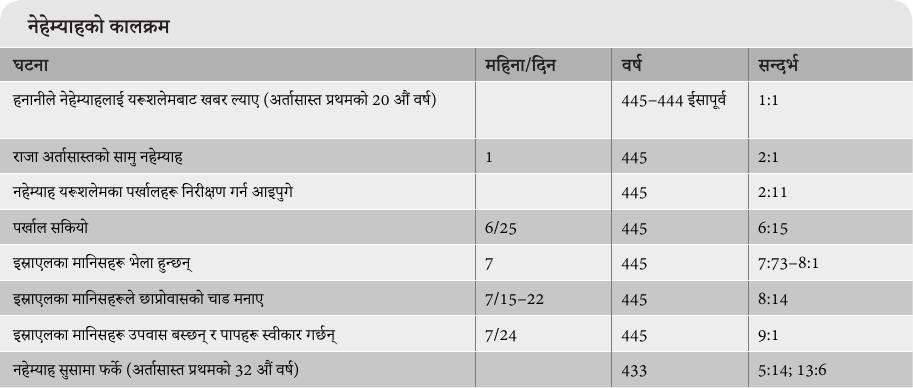 नेहेम्याहको कालक्रम
घटना महिना/दिन वर्ष सन्दर्भ
हनानीले नेहेम्याहलाई यरूशलेमबाट खबर ल्याए (अर्तासास्त प्रथमको 20 औं वर्ष) 445–444 ईसापूर्व 1:1
राजा अर्तासास्तको सामु नहेम्याह 1 445 2:1
नहेम्याह यरूशलेमका पर्खालहरू निरीक्षण गर्न आइपुगे 445 2:11
पर्खाल सकियो 6/25 445 6:15
इस्राएलका मानिसहरू भेला हुन्छन् 7 445 7:73–8:1
इस्राएलका मानिसहरूले छाप्रोवासको चाड मनाए 7/15–22 445 8:14
इस्राएलका मानिसहरू उपवास बस्छन् र पापहरू स्वीकार गर्छन् 7/24 445 9:1
नहेम्याह सुसामा फर्के (अर्तासास्त प्रथमको 32 औं वर्ष) 433 5:14; 13:6